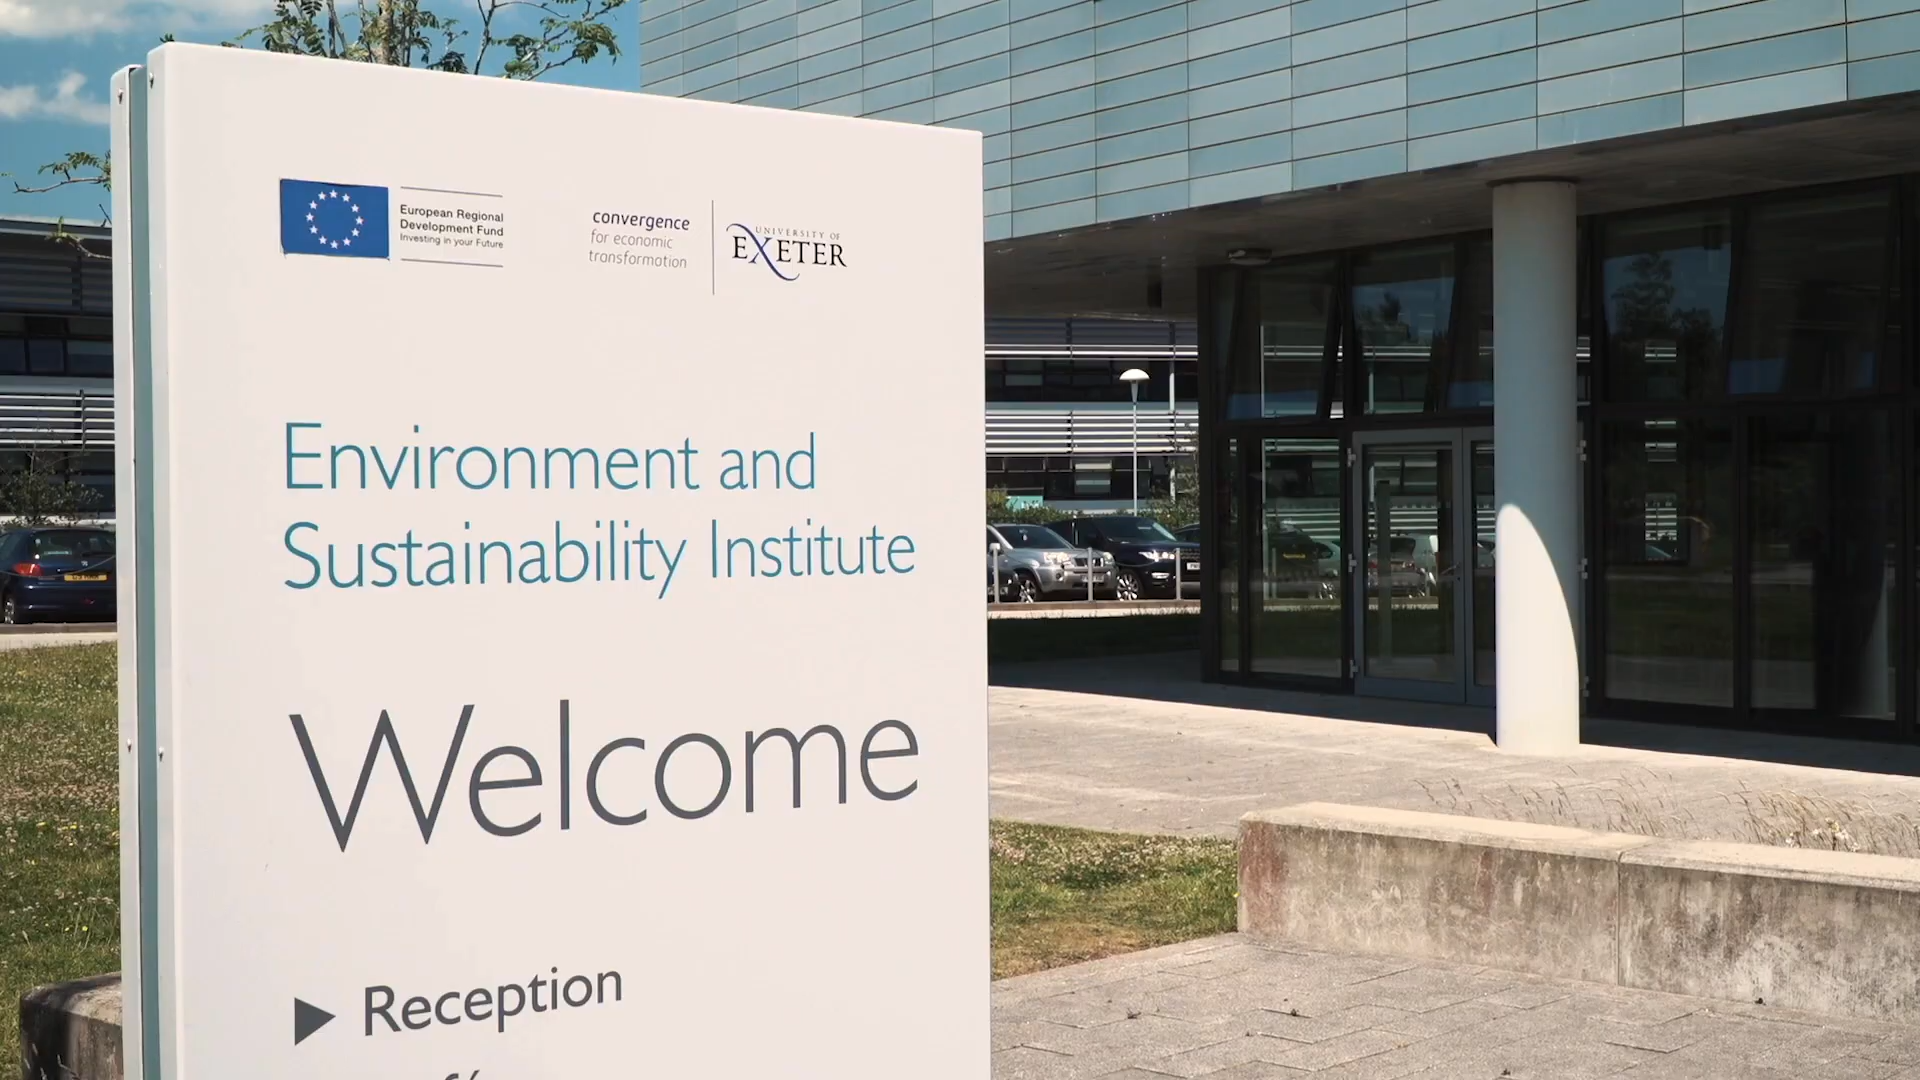 European Regional
Development Fund
Investing in your Future
convergence
for economic
transformation
UNIVERSITY OF
EXETER
Environment and
Sustainability Institute
Welcome
Reception